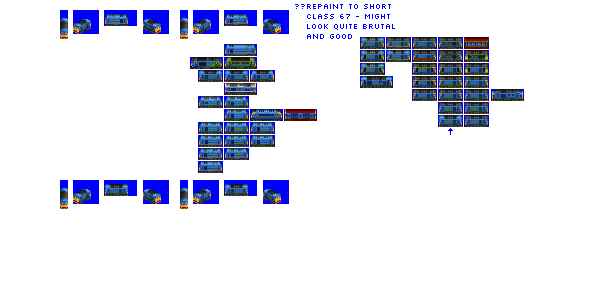 ??REPAINT TO SHORT
CLASS 67 - MIGHT
LOOK QUITE BRUTAL
AND GOOD